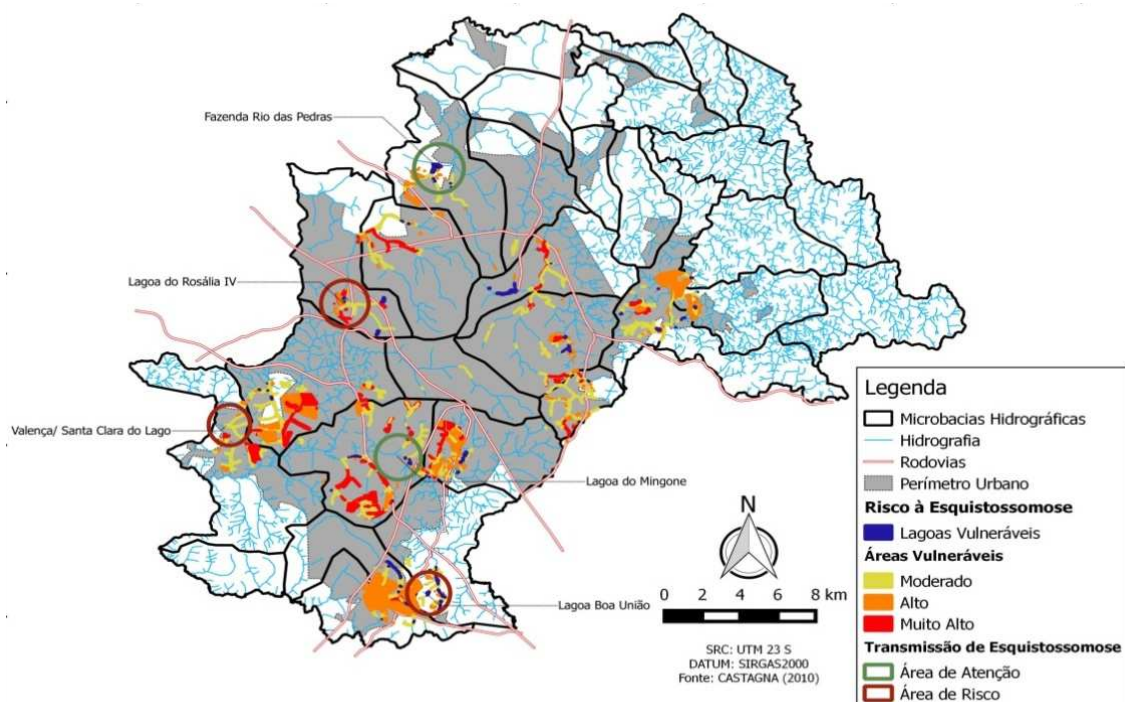 Fazenda Rio das Pedras
Lagoa do Rosália IV
Valença/ Santa Clara do Lago
Lagoa do Mingone
Lagoa Boa União
N
0 2 4 6 8 km
SRC: UTM 23 S
DATUM: SIRGAS2000
Fonte: CASTAGNA (2010)
Legenda
Microbacias Hidrográficas
Hidrografia
Rodovias
Perímetro Urbano
Risco à Esquistossomose
Lagoas Vulneráveis
Áreas Vulneráveis
Moderado
Alto
Muito Alto
Transmissão de Esquistossomose
Área de Atenção
Área de Risco